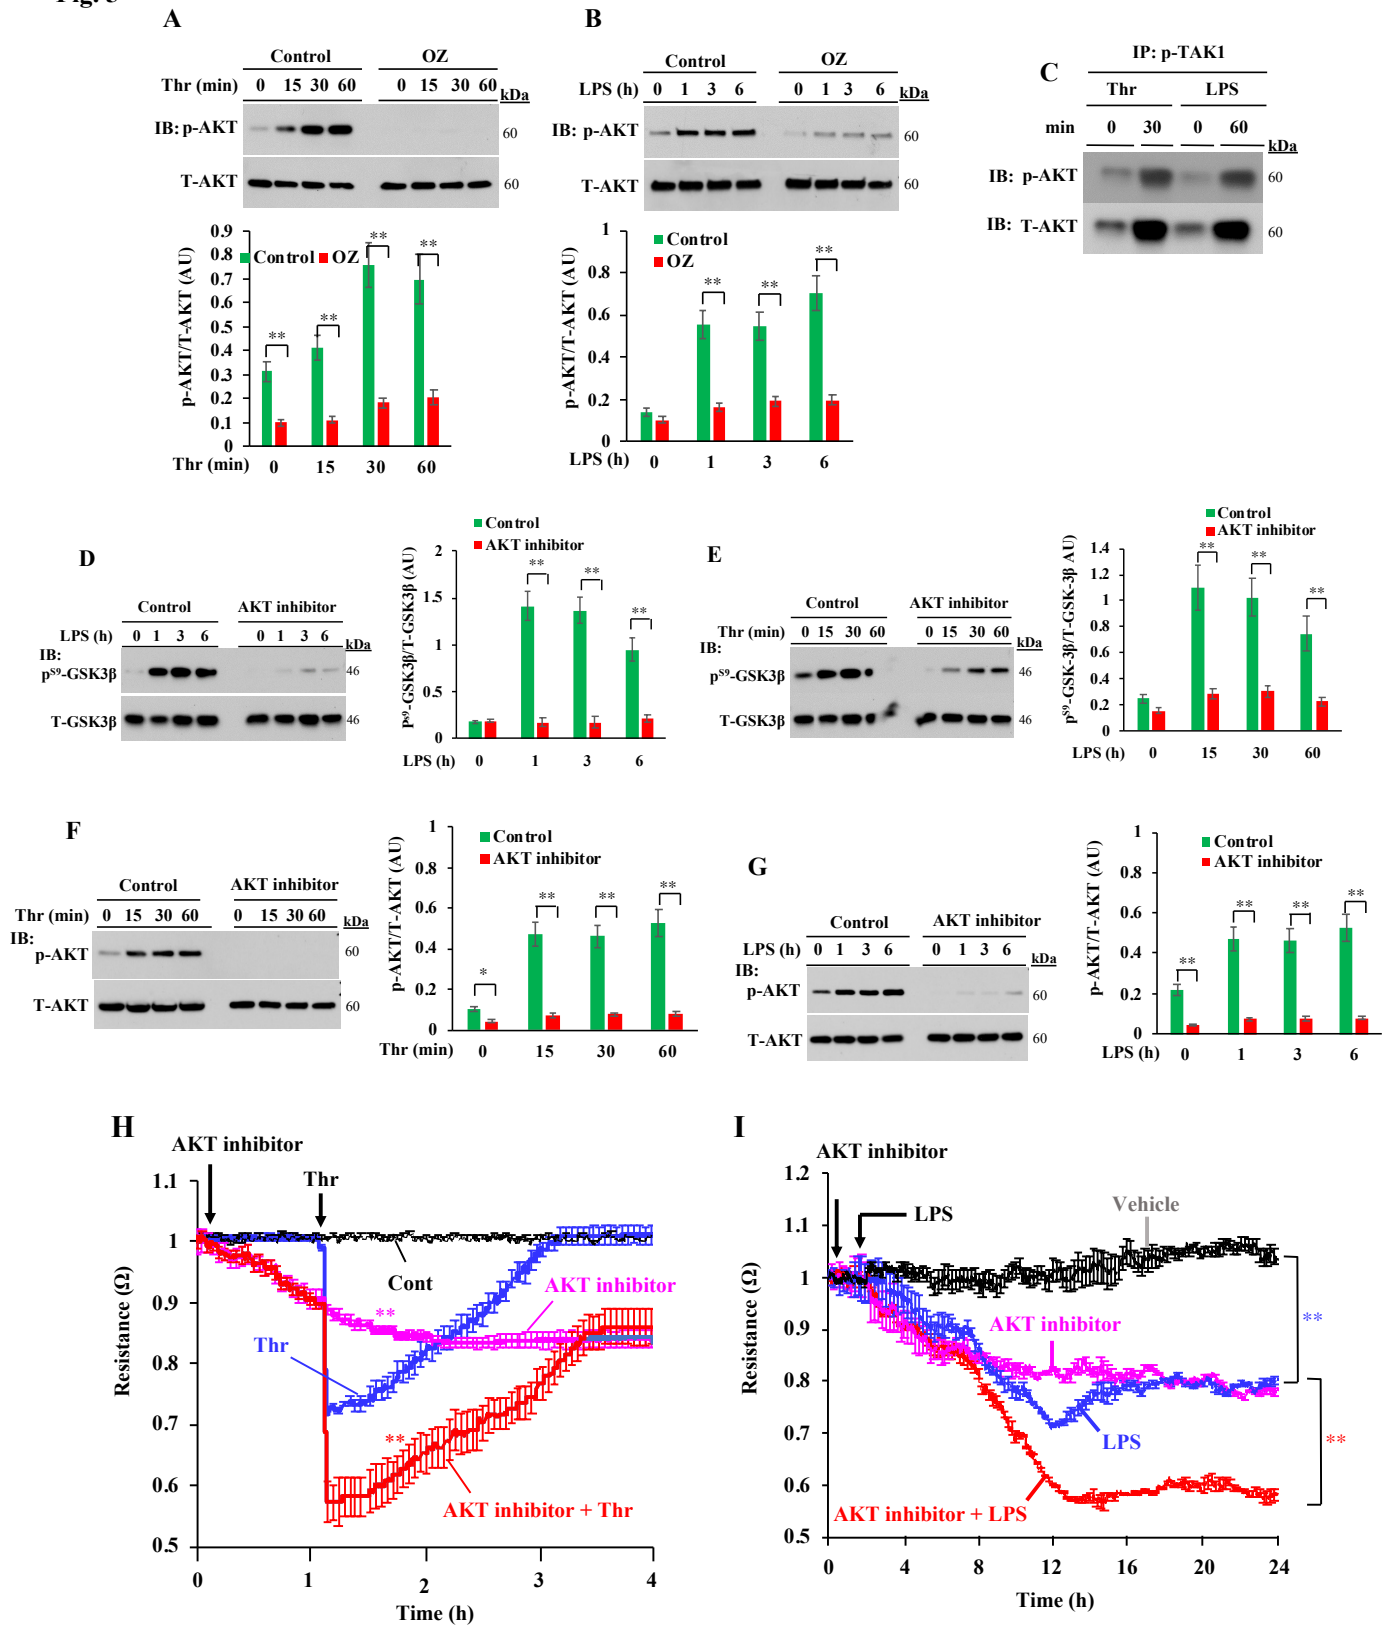 A
Control OZ
Thr (min) 0 15 30 60 0 15 30 60 kDa
IB: p-AKT 60
T-AKT 60
0.9
0.8
0.7
0.6
0.5
0.4
0.3
0.2
0.1
0
p-AKT/T-AKT (AU)
Control OZ
** ** ** **
Thr (min) 0 15 30 60
B
Control OZ
LPS (h) 0 1 3 6 0 1 3 6 kDa
IB: p-AKT 60
T-AKT 60
1
0.8
0.6
0.4
0.2
0
p-AKT/T-AKT (AU)
Control
OZ
** ** **
LPS (h) 0 1 3 6
C
IP: p-TAK1
Thr LPS
min 0 30 0 60
kDa
IB: p-AKT 60
IB: T-AKT 60
D
Control AKT inhibitor
LPS (h) 0 1 3 6 0 1 3 6 kDa
IB:
pS9-GSK3β 46
T-GSK3β 46
Control
AKT inhibitor
2
1.5
1
0.5
0
Ps9-GSK3β/T-GSK3β (AU)
** ** **
LPS (h) 0 1 3 6
E
Control AKT inhibitor
Thr (min) 0 15 30 60 0 15 30 60 kDa
IB:
pS9-GSK3β 46
T-GSK3β 46
Control
AKT inhibitor
1.4
1.2
1
0.8
0.6
0.4
0.2
0
pS9-GSK-3β/T-GSK-3β AU)
** ** **
LPS (h) 0 15 30 60
F
Control AKT inhibitor
Thr (min) 0 15 30 60 0 15 30 60 kDa
IB:
p-AKT 60
T-AKT 60
1
0.8
0.6
0.4
0.2
0
p-AKT/T-AKT (AU)
Control
AKT inhibitor
* ** ** **
Thr (min) 0 15 30 60
G
Control AKT inhibitor
LPS (h) 0 1 3 6 0 1 3 6 kDa
IB:
p-AKT 60
T-AKT 60
1
0.8
0.6
0.4
0.2
0
p-AKT/T-AKT (AU)
Control
AKT inhibitor
** ** ** **
LPS (h) 0 1 3 6
H
AKT inhibitor
Thr
1.1
1
0.9
0.8
0.7
0.6
0.5
Resistance (Ω)
Cont
AKT inhibitor
**
Thr
**
AKT inhibitor + Thr
0 1 2 3 4
Time (h)
I
AKT inhibitor
LPS
Vehicle
1.2
1.1
1
0.9
0.8
0.7
0.6
0.5
Resistance (Ω)
**
AKT inhibitor
LPS
**
AKT inhibitor + LPS
0 4 8 12 16 20 24
Time (h)